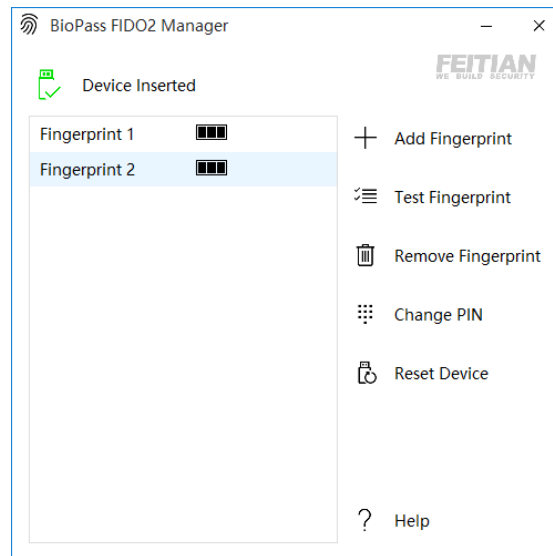 BioPass FIDO2 Manager
FEITIAN
WE BUILD SECURITY
Device Inserted
Fingerprint 1
Fingerprint 2
Add Fingerprint
Test Fingerprint
Remove Fingerprint
Change PIN
Reset Device
Help